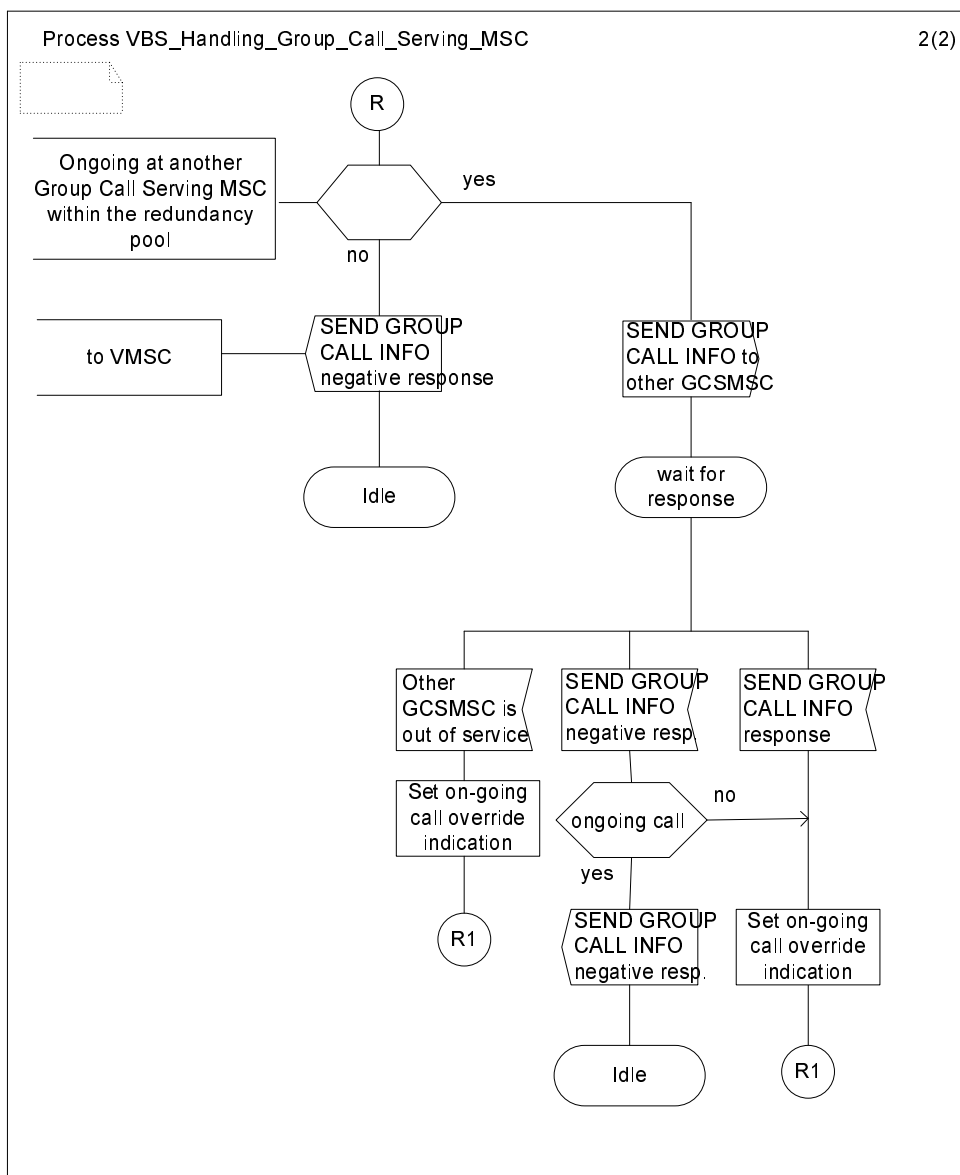 Process VBS_Handling_Group_Call_Serving_MSC
2(2)
R
Ongoing at another
Group Call Serving MSC
within the redundancy
pool
yes
no
SEND GROUP
CALL INFO
negative response
to VMSC
SEND GROUP
CALL INFO to
other GCSMSC
Idle
wait for
response
Other
GCSMSC is
out of service
SEND GROUP
CALL INFO
negative resp.
SEND GROUP
CALL INFO
response
Set on-going
call override
indication
ongoing call
no
yes
R1
SEND GROUP
CALL INFO
negative resp.
Set on-going
call override
indication
Idle
R1